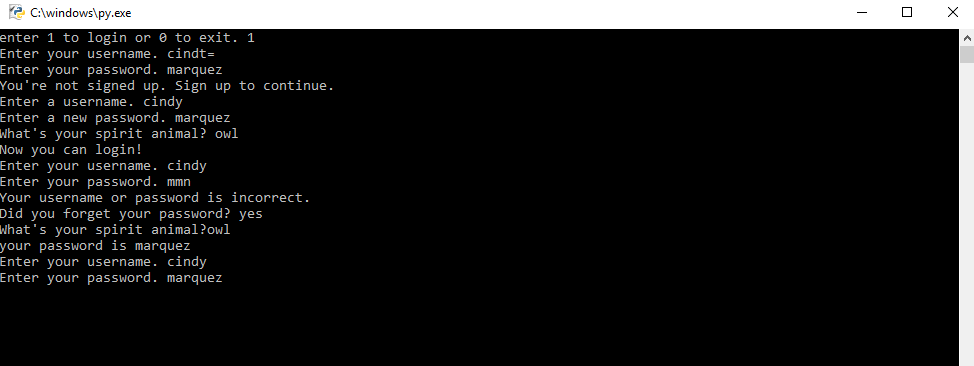 C:\windows\py.exe
enter 1 to login or 0 to exit. 1
Enter your username. cindt=
Enter your password. marquez
You're not signed up. Sign up to continue.
Enter a username. cindy
Enter a new password. marquez
What's your spirit animal? owl
Now you can login!
Enter your username. cindy
Enter your password. mmn
Your username or password is incorrect.
Did you forget your password? yes
What's your spirit animal?owl
your password is marquez
Enter your username. cindy
Enter your password. marquez